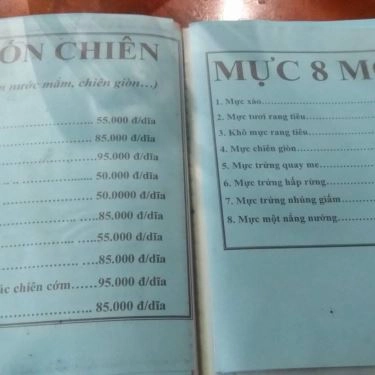 ÓN CHIÊN
nước mắm, chiên giòn…)
55.000 đ/dĩa
85.000 đ/dĩa
95.000 đ/dĩa
50.000 đ/dĩa
50.0000 đ/dĩa
85.000 đ/dĩa
55.000 đ/dĩa
85.000 đ/dĩa
chiên cớm……95.000 đ/dĩa
85.000 đ/dĩa
MỰC 8 M
1. Mực xáo
2. Mực tươi rang tiêu
3. Khô mực rang tiêu
4. Mực chiên giòn
5. Mực trứng quay me
6. Mực trứng hấp rừng
7. Mực trứng nhúng giấm
8. Mực một nắng nướng